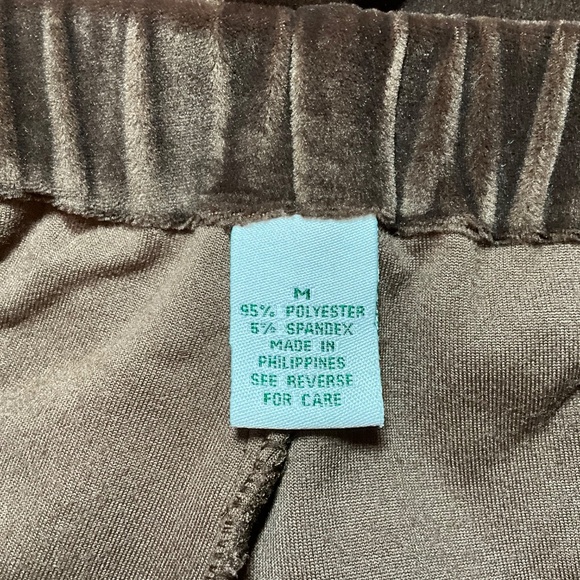 M
95% POLYESTER
5% SPANDEX
MADE IN
PHILIPPINES
SEE REVERSE
FOR CARE